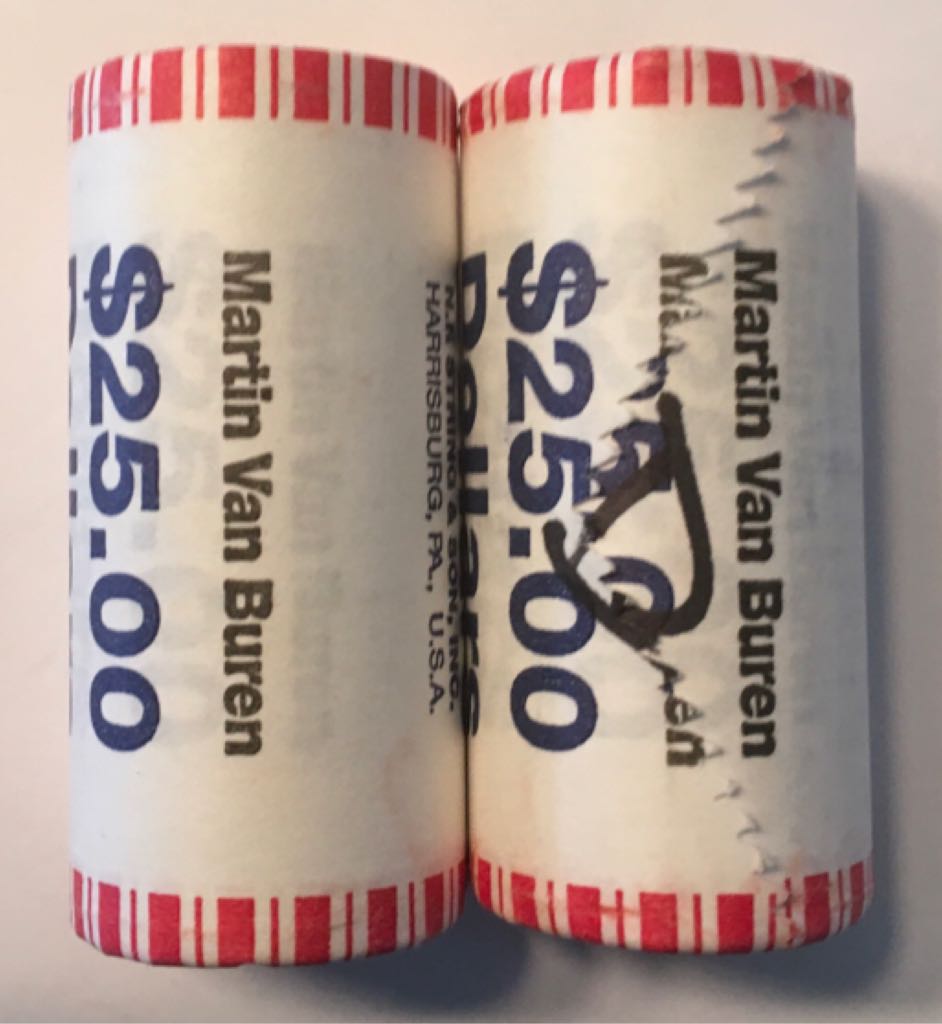 N.F. STRING & SON, INC.
HARRISBURG, PA., U.S.A.
Martin Van Buren
$25.00
Martin Van Buren
D
$25.00
Dollars